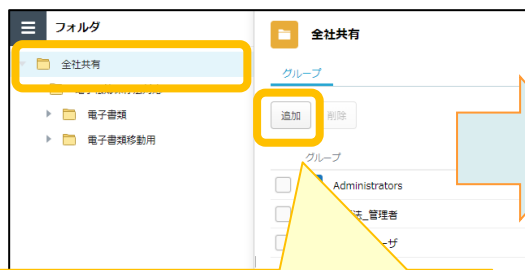 フォルダ
全社共有
電子書類
電子書類移動用
全社共有
グループ
追加
削除
グループ
Administrators
法_管理者
ーザ